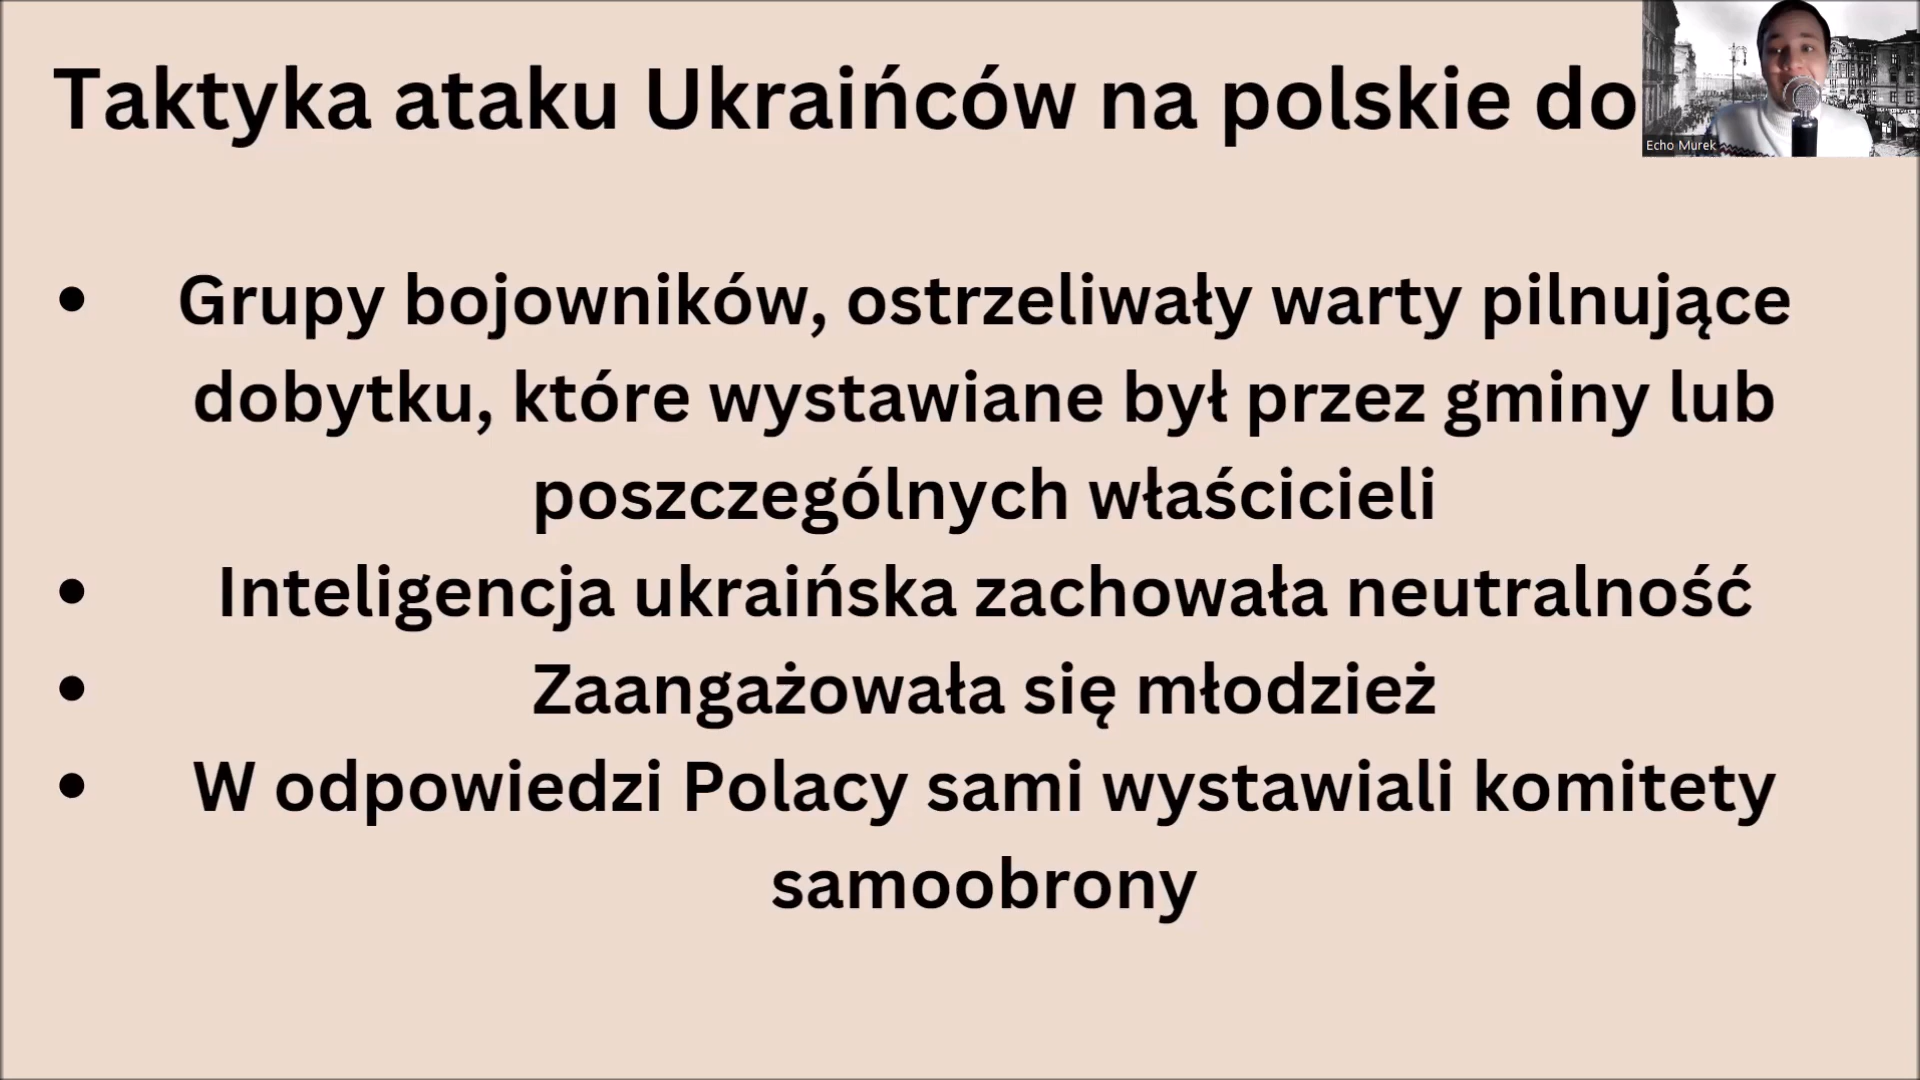 Taktyka ataku Ukraińców na polskie
Echo Murek
Grupy bojowników, ostrzeliwały warty pilnujące
dobytku, które wystawiane był przez gminy lub
poszczególnych właścicieli
Inteligencja ukraińska zachowała neutralność
Zaangażowała się młodzież
W odpowiedzi Polacy sami wystawiali komitety
samoobrony